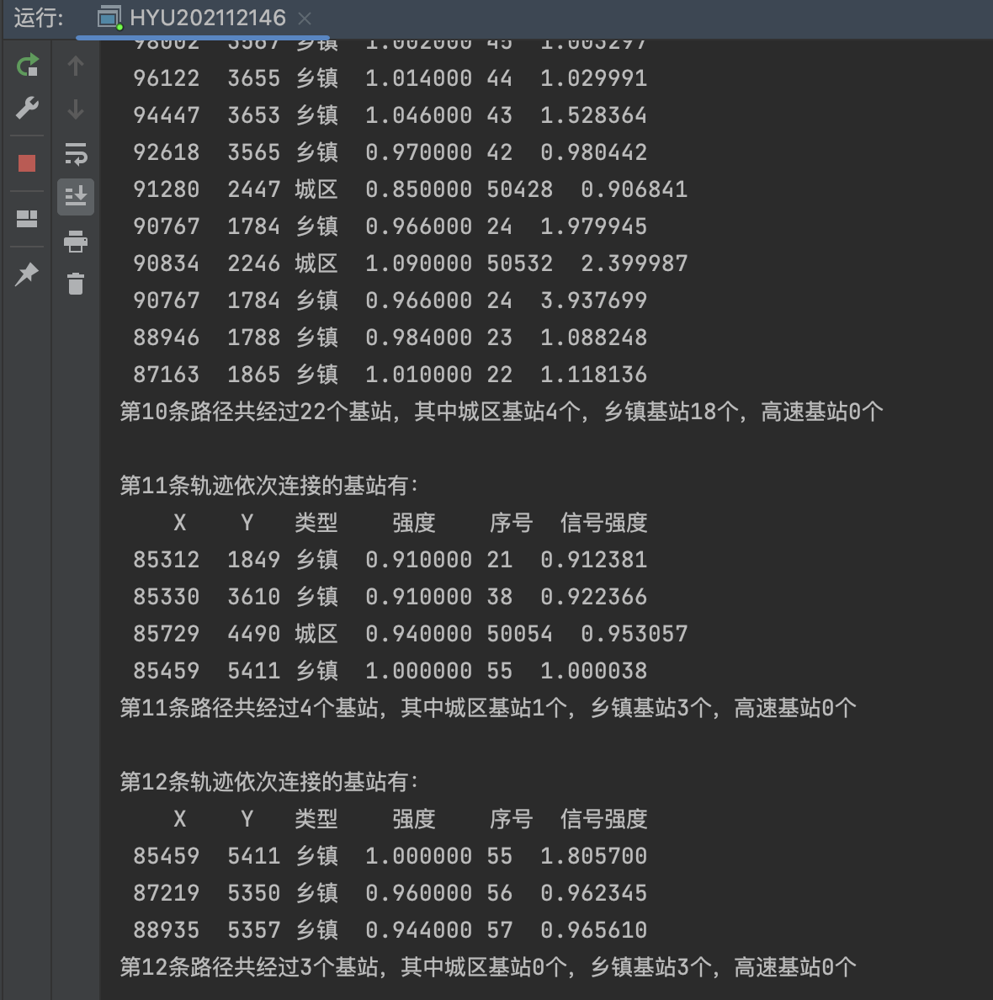 运行: HYU202112146
98002 3567 乡镇 1.002000 45 1.003297
96122 3655 乡镇 1.014000 44 1.029991
94447 3653 乡镇 1.046000 43 1.528364
92618 3565 乡镇 0.970000 42 0.980442
91280 2447 城区 0.850000 50428 0.906841
90767 1784 乡镇 0.966000 24 1.979945
90834 2246 城区 1.090000 50532 2.399987
90767 1784 乡镇 0.966000 24 3.937699
88946 1788 乡镇 0.984000 23 1.088248
87163 1865 乡镇 1.010000 22 1.118136
第10条路径共经过22个基站，其中城区基站4个，乡镇基站18个，高速基站0个
第11条轨迹依次连接的基站有：
X Y 类型 强度 序号 信号强度
85312 1849 乡镇 0.910000 21 0.912381
85330 3610 乡镇 0.910000 38 0.922366
85729 4490 城区 0.940000 50054 0.953057
85459 5411 乡镇 1.000000 55 1.000038
第11条路径共经过4个基站，其中城区基站1个，乡镇基站3个，高速基站0个
第12条轨迹依次连接的基站有：
X Y 类型 强度 序号 信号强度
85459 5411 乡镇 1.000000 55 1.805700
87219 5350 乡镇 0.960000 56 0.962345
88935 5357 乡镇 0.944000 57 0.965610
第12条路径共经过3个基站，其中城区基站0个，乡镇基站3个，高速基站0个